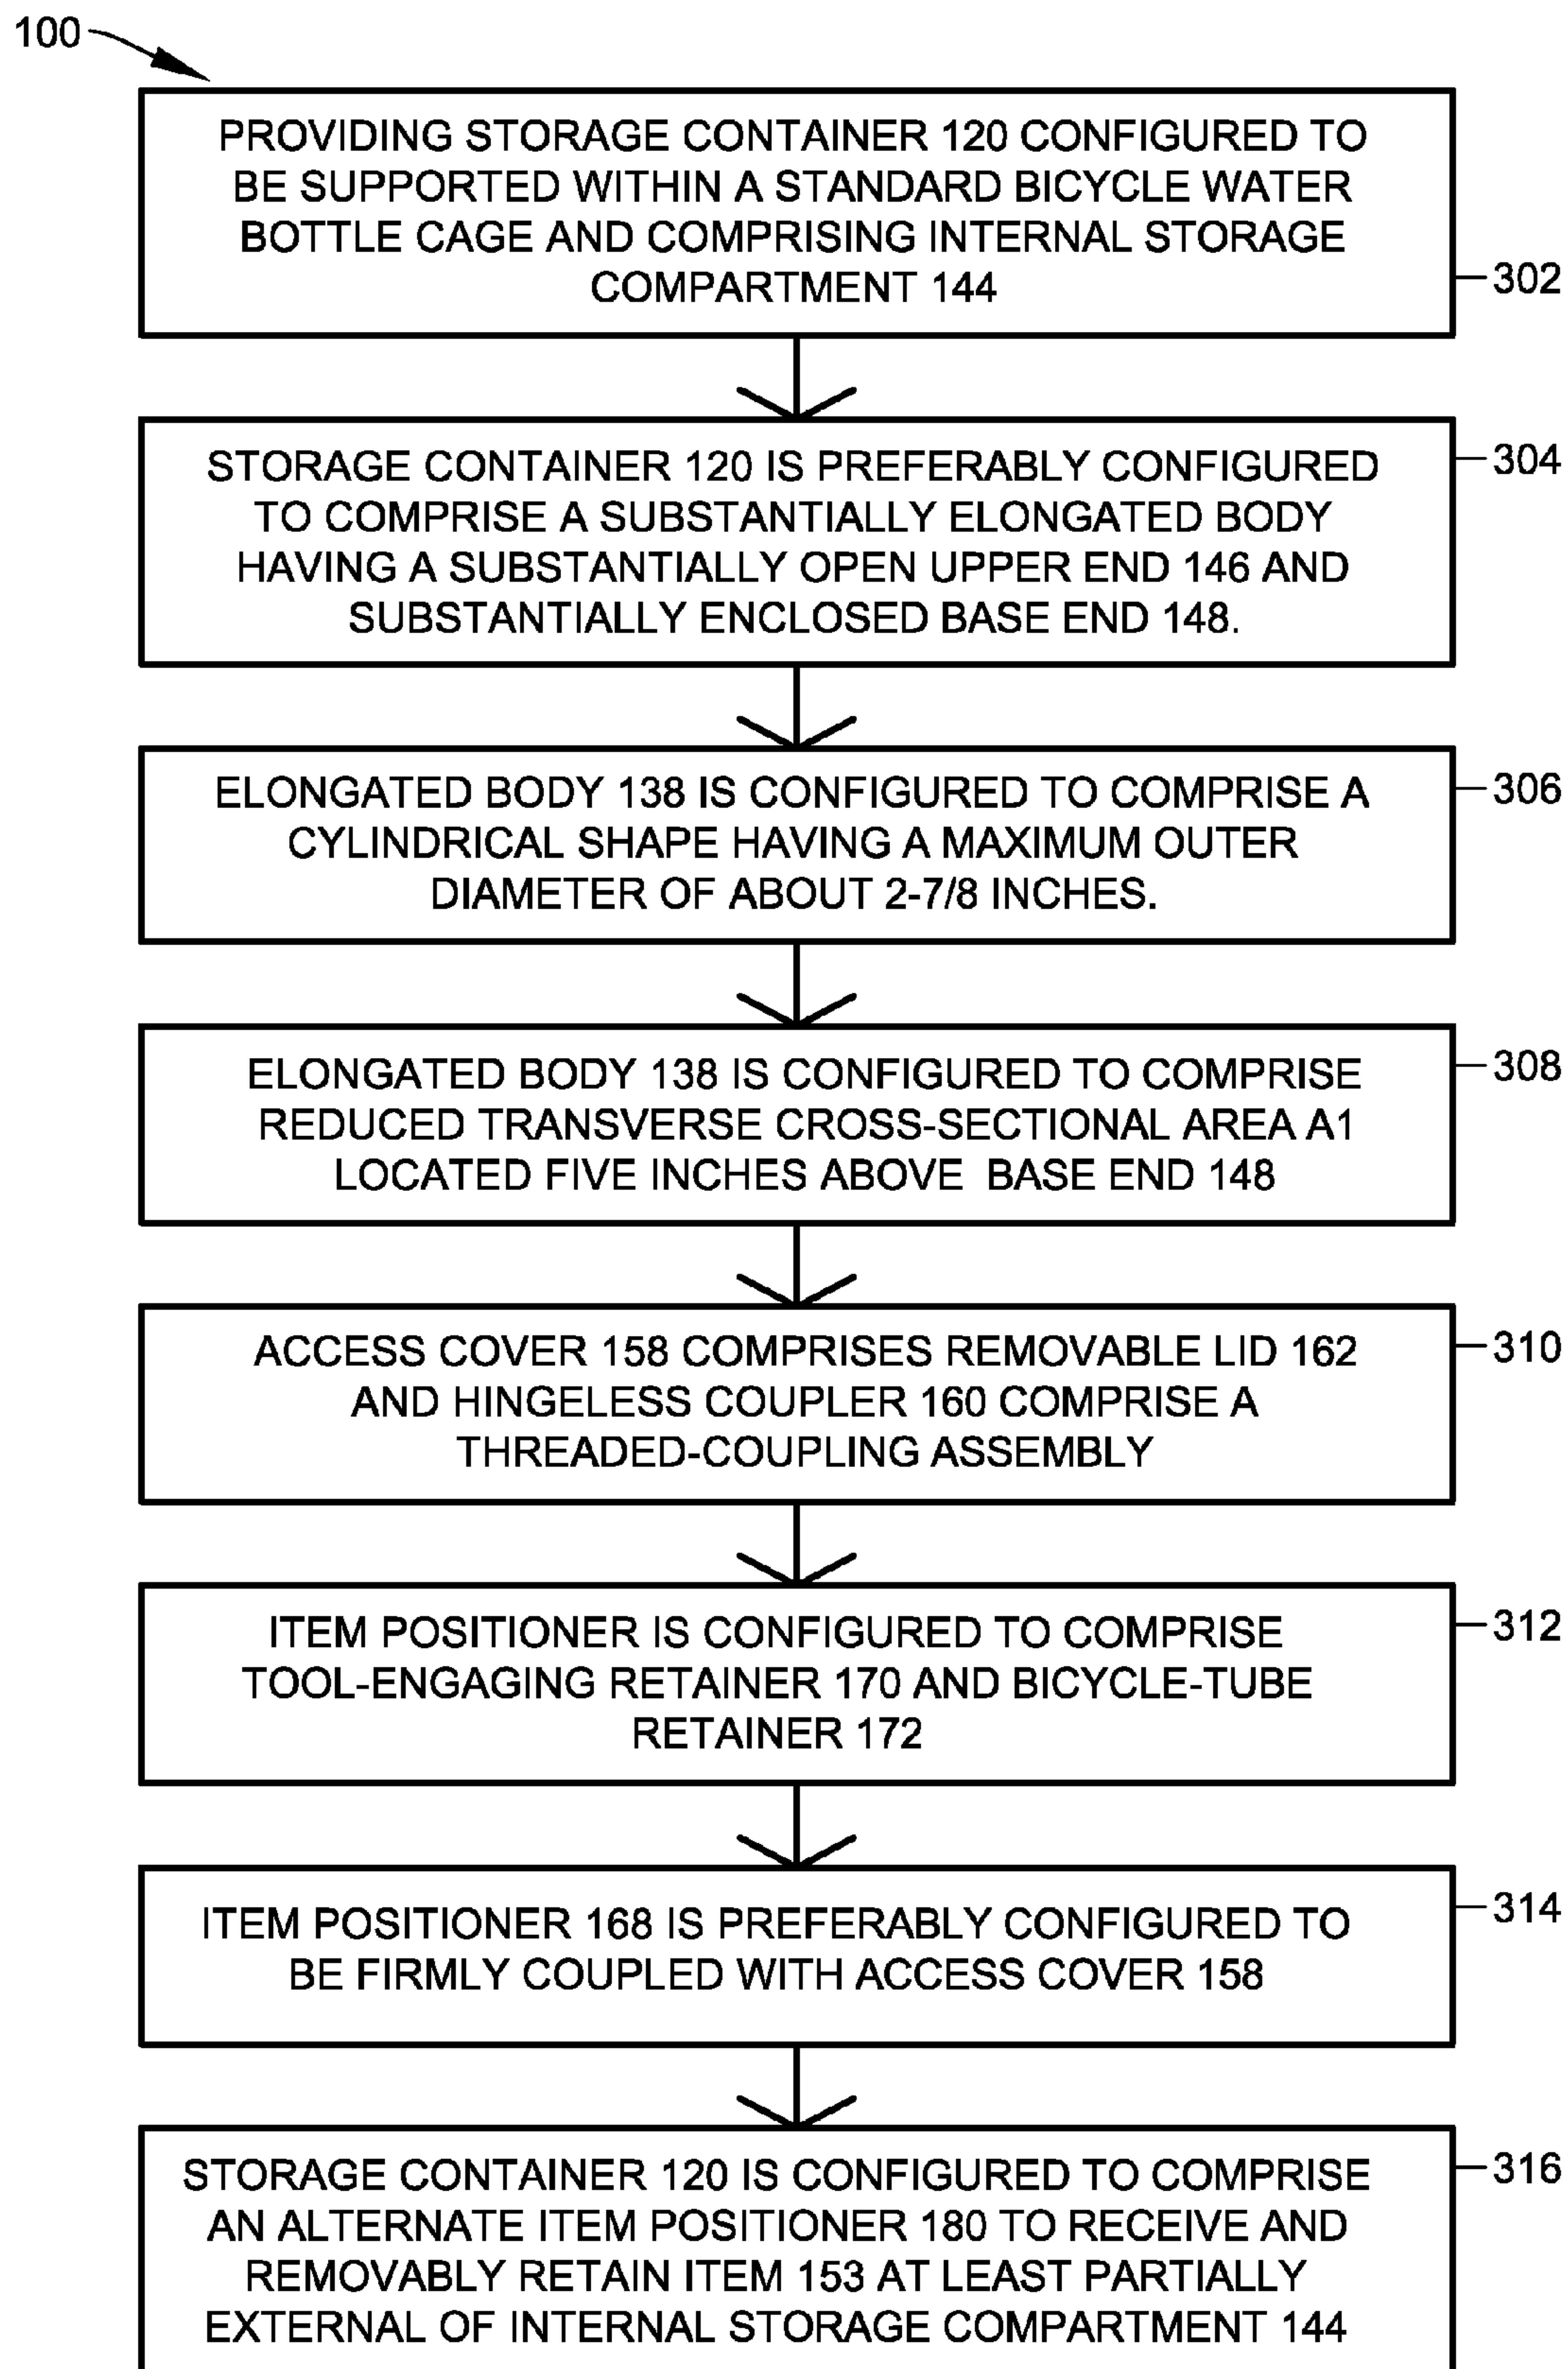 100
PROVIDING STORAGE CONTAINER 120 CONFIGURED TO
BE SUPPORTED WITHIN A STANDARD BICYCLE WATER
BOTTLE CAGE AND COMPRISING INTERNAL STORAGE
COMPARTMENT 144
302
STORAGE CONTAINER 120 IS PREFERABLY CONFIGURED
TO COMPRISE A SUBSTANTIALLY ELONGATED BODY
HAVING A SUBSTANTIALLY OPEN UPPER END 146 AND
SUBSTANTIALLY ENCLOSED BASE END 148.
304
ELONGATED BODY 138 IS CONFIGURED TO COMPRISE A
CYLINDRICAL SHAPE HAVING A MAXIMUM OUTER
DIAMETER OF ABOUT 2-7/8 INCHES.
306
ELONGATED BODY 138 IS CONFIGURED TO COMPRISE
REDUCED TRANSVERSE CROSS-SECTIONAL AREA A1
LOCATED FIVE INCHES ABOVE BASE END 148
308
ACCESS COVER 158 COMPRISES REMOVABLE LID 162
AND HINGELESS COUPLER 160 COMPRISE A
THREADED-COUPLING ASSEMBLY
310
ITEM POSITIONER IS CONFIGURED TO COMPRISE
TOOL-ENGAGING RETAINER 170 AND BICYCLE-TUBE
RETAINER 172
312
ITEM POSITIONER 168 IS PREFERABLY CONFIGURED TO
BE FIRMLY COUPLED WITH ACCESS COVER 158
314
STORAGE CONTAINER 120 IS CONFIGURED TO COMPRISE
AN ALTERNATE ITEM POSITIONER 180 TO RECEIVE AND
REMOVABLY RETAIN ITEM 153 AT LEAST PARTIALLY
EXTERNAL OF INTERNAL STORAGE COMPARTMENT 144
316